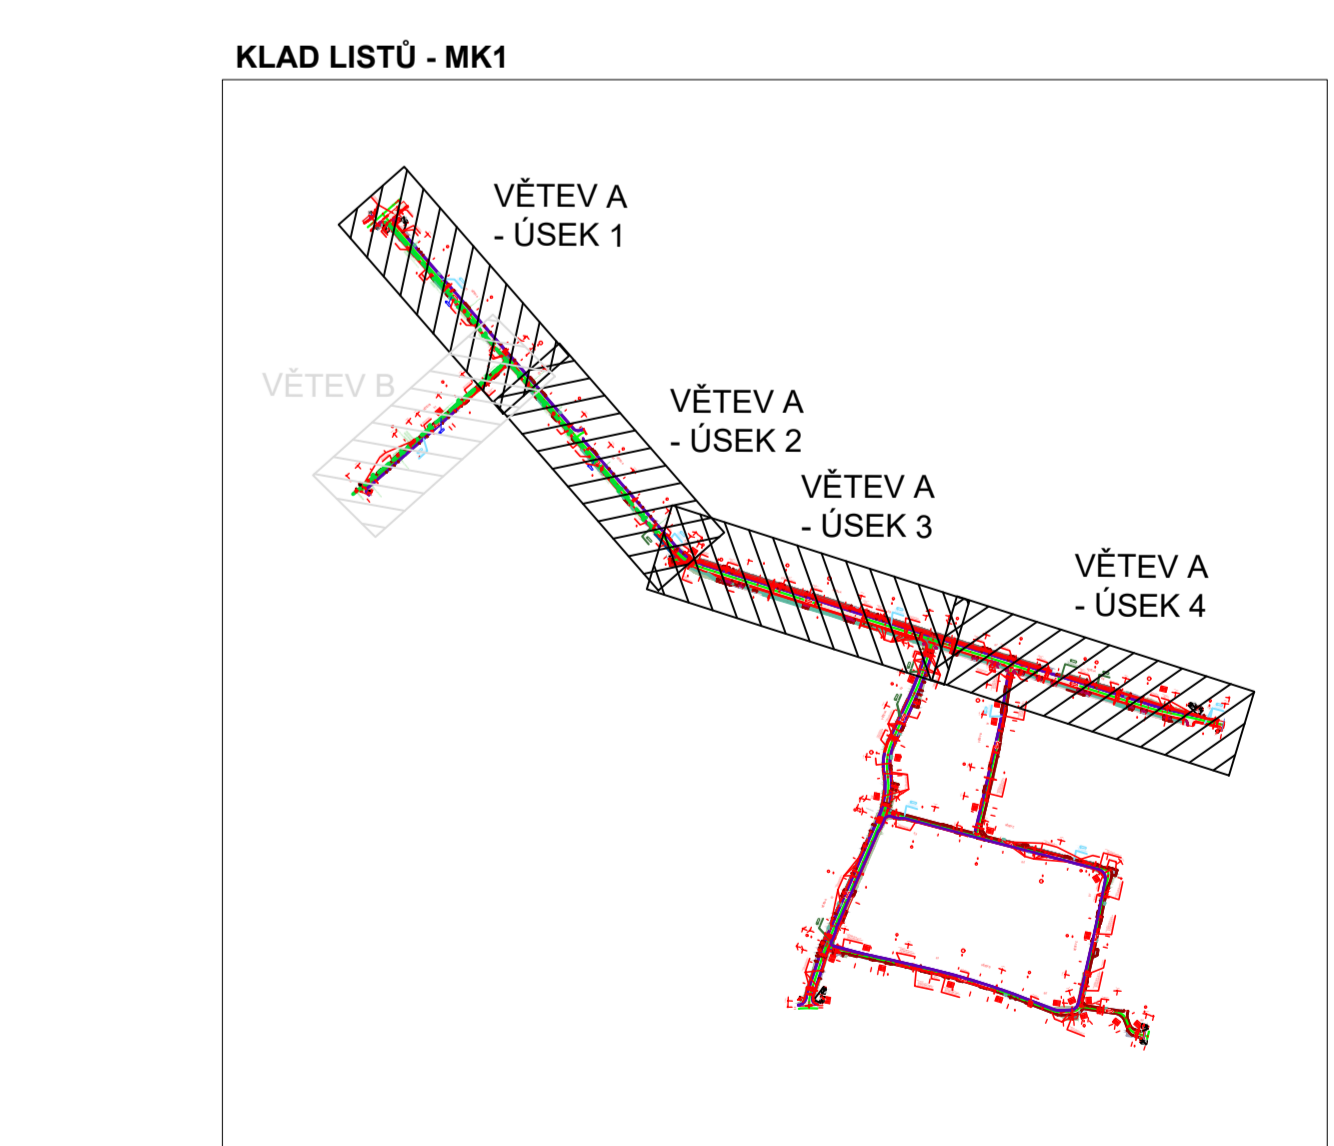 KLAD LISTŮ - MK1
VĚTEV A
- ÚSEK 1
VĚTEV B
VĚTEV A
- ÚSEK 2
VĚTEV A
- ÚSEK 3
VĚTEV A
- ÚSEK 4